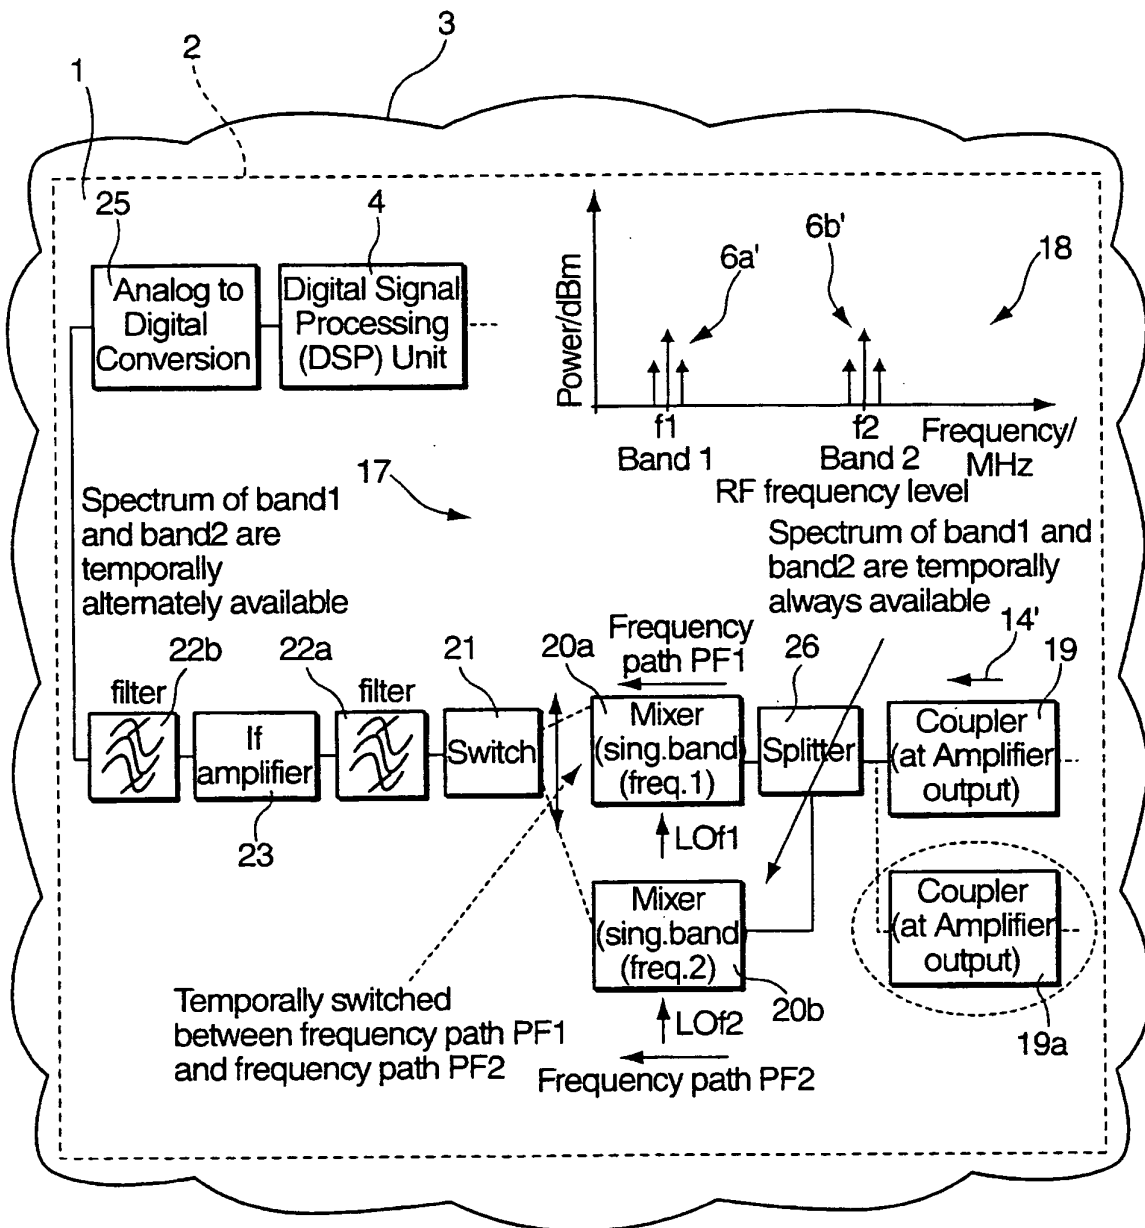 3
2
1
25
4
6b'
6a'
18
Analog to
Digital
Conversion
Digital Signal
Processing
(DSP) Unit
Power/dBm
f1
f2
Frequency/
MHz
Band 1
Band 2
RF frequency level
17
Spectrum of band1
and band2 are
temporally
alternately available
Spectrum of band1 and
band2 are temporally
always available
Frequency
path PF1
14'
22b
22a
21
20a
26
19
filter
filter
If
amplifier
Switch
Mixer
(sing.band)
(freq.1)
Splitter
Coupler
(at Amplifier
output)
23
LOf1
Mixer
(sing.band)
(freq.2)
Coupler
(at Amplifier
output)
Temporally switched
between frequency path PF1
and frequency path PF2
LOf2
20b
19a
Frequency path PF2